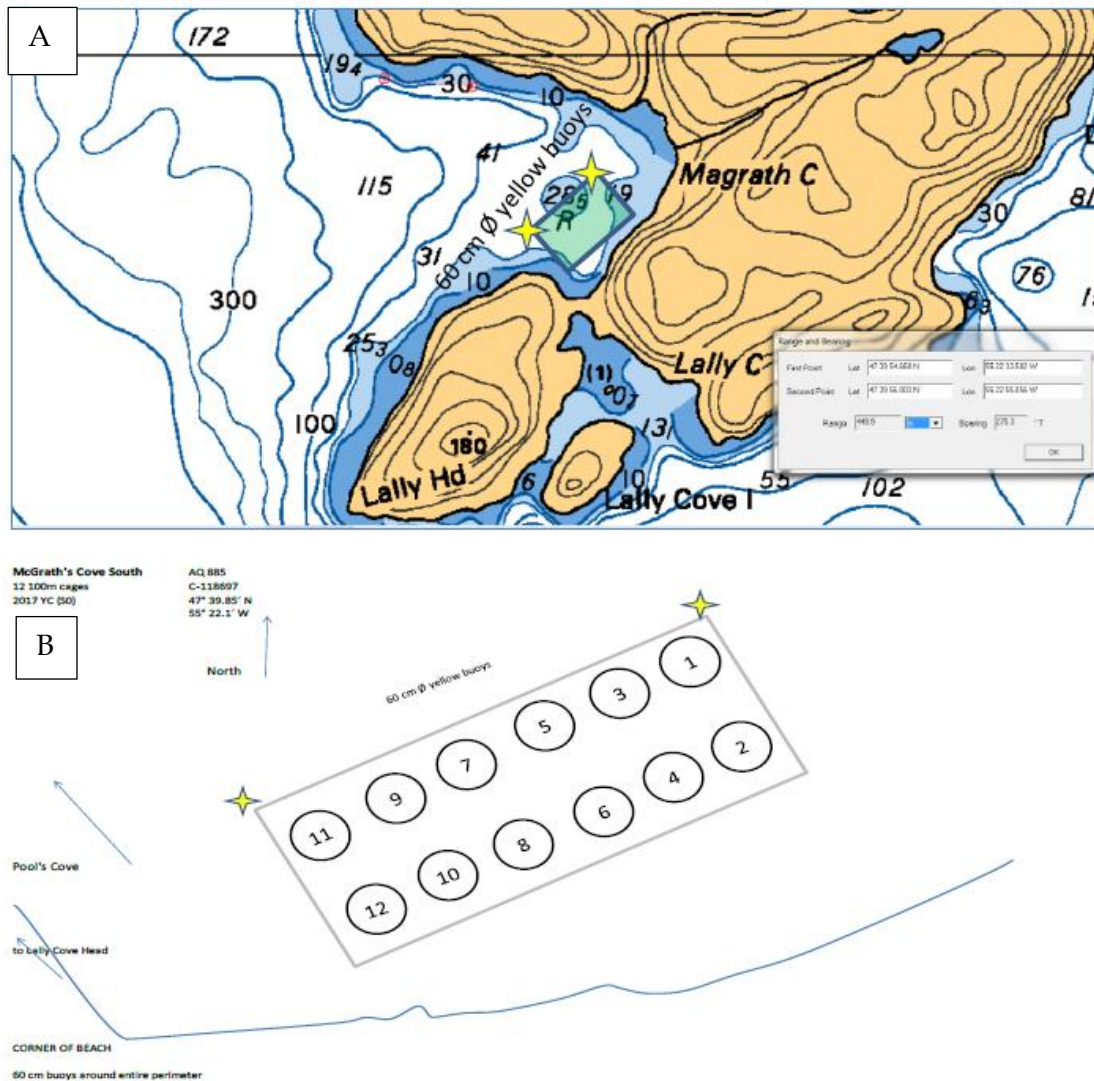 A
172
19₄
30
10
60 cm Ø yellow buoys
41
115
28₅
19
R
Magrath C
30
81
31
10
300
76
25₃
0₈
6₃
Range and Bearing
First Point Lat Lon
Second Point Lat Lon
Range Bearing °T
OK
Lally C
(1)
0₇
100
131
180
Lally Hd
6
10
Lally Cove I
55
102
McGrath's Cove South
12 100m cages
2017 YC (S0)
AQ 885
C-118697
47° 39.85' N
55° 22.1' W
B
North
60 cm Ø yellow buoys
1
3
5
7
9
11
2
4
6
8
10
12
Pool's Cove
to Lally Cove Head
CORNER OF BEACH
60 cm buoys around entire perimeter